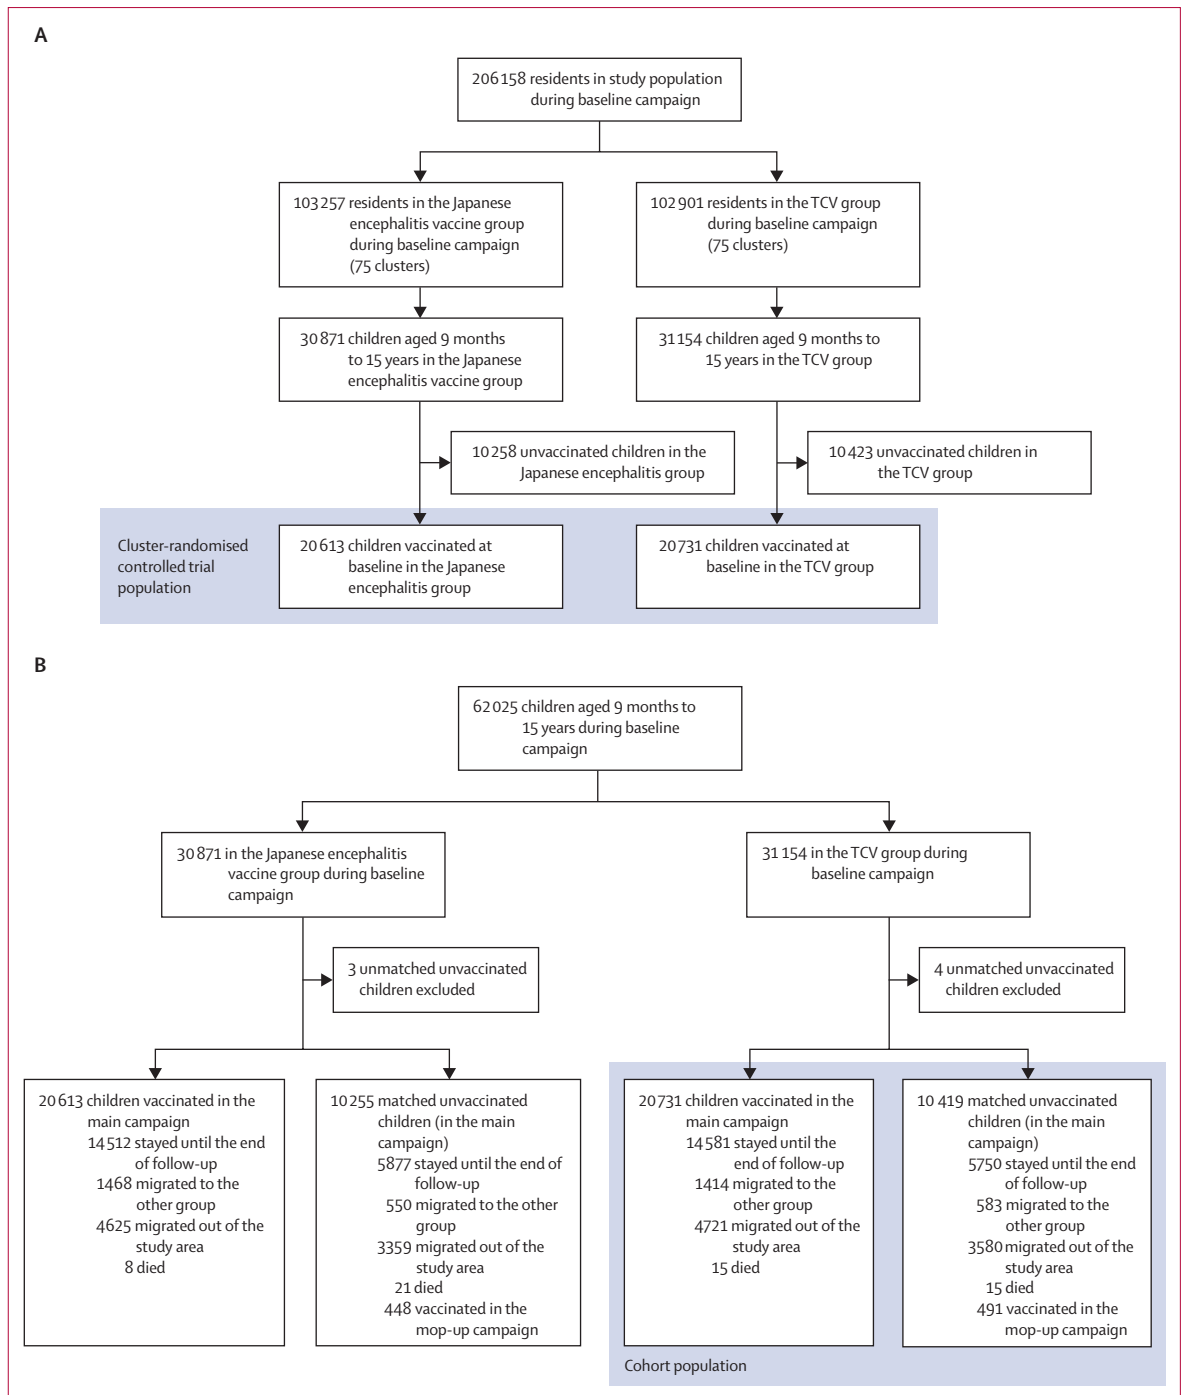 A
206 158 residents in study population
during baseline campaign
103 257 residents in the Japanese
encephalitis vaccine group
during baseline campaign
(75 clusters)
102 901 residents in the TCV group
during baseline campaign
(75 clusters)
30 871 children aged 9 months
to 15 years in the Japanese
encephalitis vaccine group
31 154 children aged 9 months to
15 years in the TCV group
10 258 unvaccinated children in the
Japanese encephalitis group
10 423 unvaccinated children in
the TCV group
Cluster-randomised
controlled trial
population
20 613 children vaccinated at
baseline in the Japanese
encephalitis group
20 731 children vaccinated at
baseline in the TCV group
B
62 025 children aged 9 months to
15 years during baseline
campaign
30 871 in the Japanese encephalitis
vaccine group during baseline
campaign
31 154 in the TCV group during
baseline campaign
3 unmatched unvaccinated
children excluded
4 unmatched unvaccinated
children excluded
20 613 children vaccinated in the
main campaign
14 512 stayed until the end
of follow-up
1468 migrated to the
other group
4625 migrated out of the
study area
8 died
10 255 matched unvaccinated
children (in the main
campaign)
5877 stayed until the end of
follow-up
550 migrated to the other
group
3359 migrated out of the
study area
21 died
448 vaccinated in the
mop-up campaign
20 731 children vaccinated in the
main campaign
14 581 stayed until the
end of follow-up
1414 migrated to the
other group
4721 migrated out of the
study area
15 died
10 419 matched unvaccinated
children (in the main
campaign)
5750 stayed until the end
of follow-up
583 migrated to the
other group
3580 migrated out of the
study area
15 died
491 vaccinated in the
mop-up campaign
Cohort population